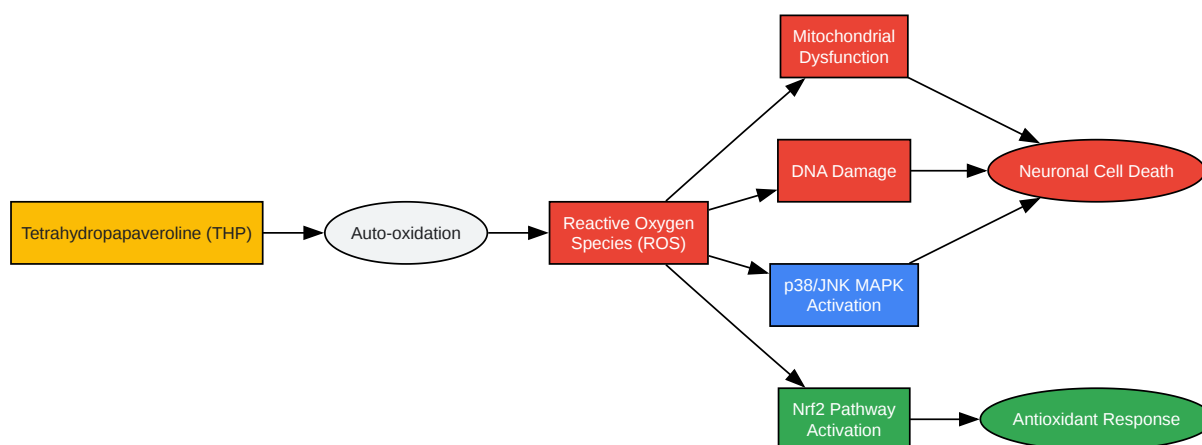 Mitochondrial
Dysfunction
DNA Damage
Neuronal Cell Death
Tetrahydropapaveroline (THP)
Auto-oxidation
Reactive Oxygen
Species (ROS)
p38/JNK MAPK
Activation
Nrf2 Pathway
Activation
Antioxidant Response